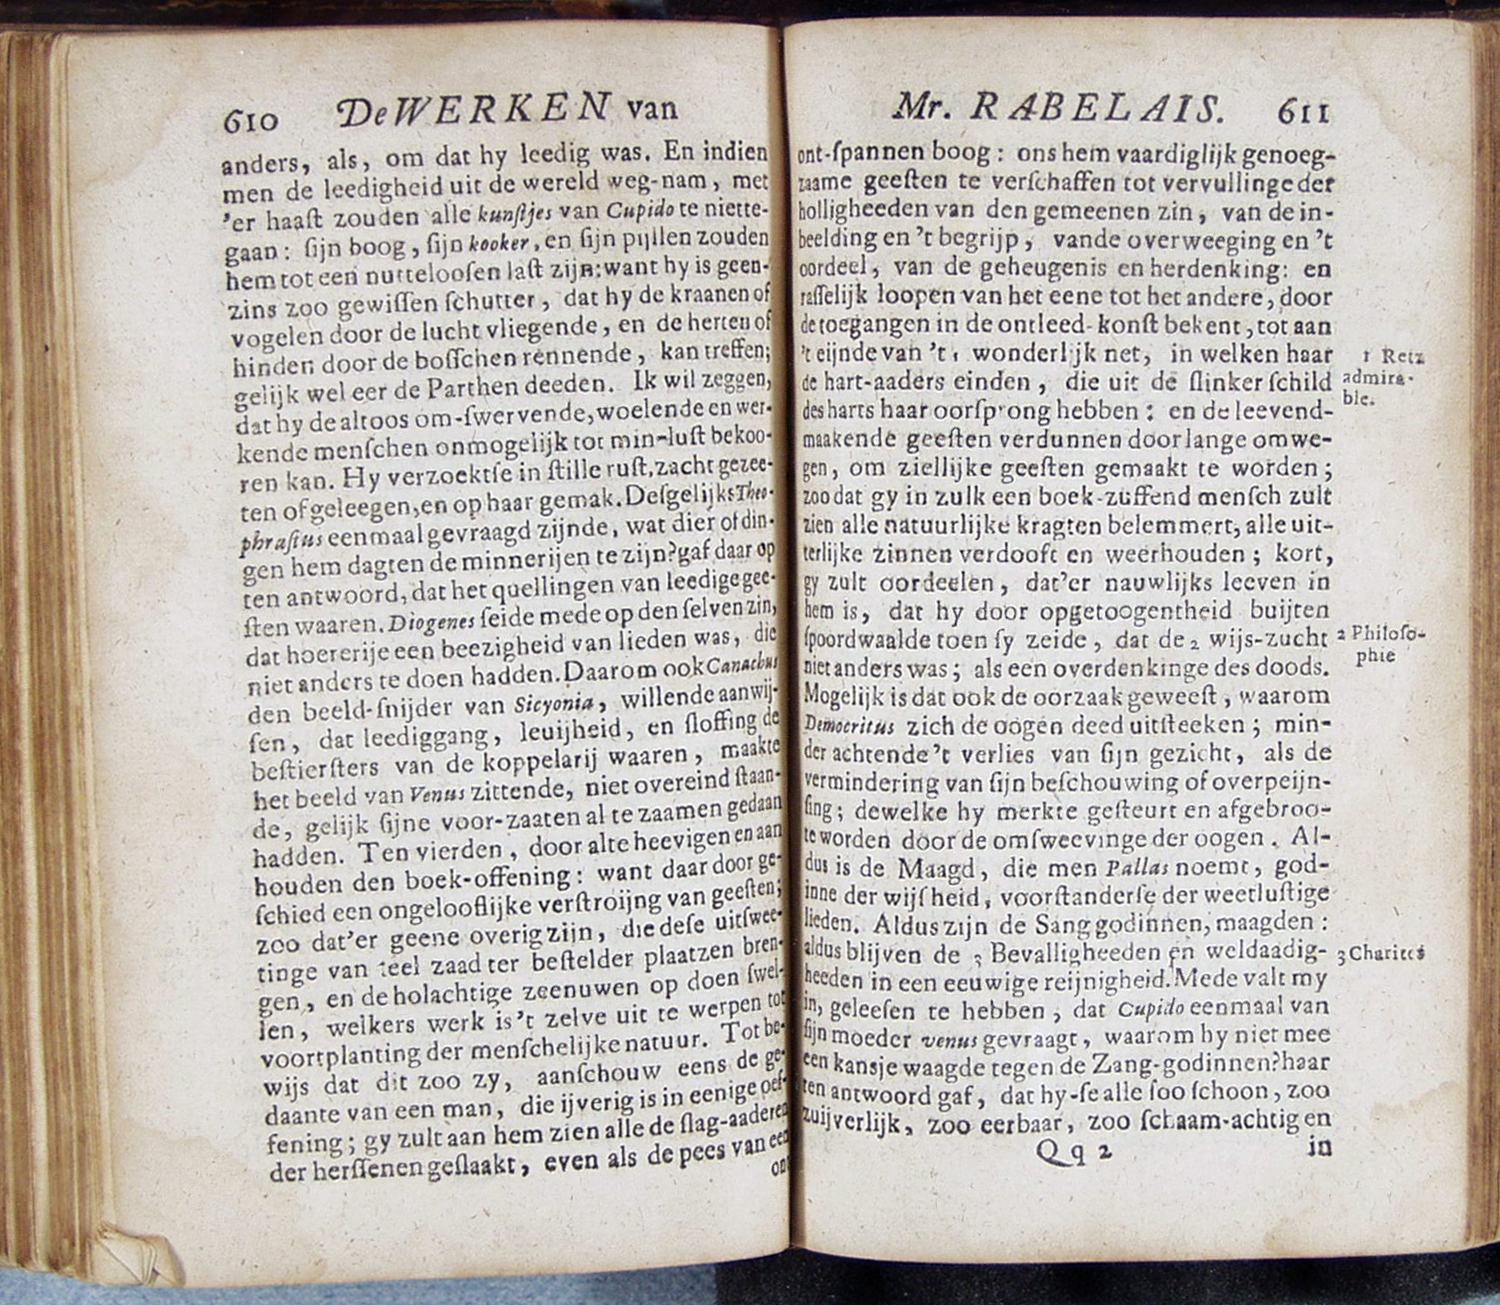 610 De WERKEN van
anders, als, om dat hy leedig was. En indien
men de leedigheid uit de wereld weg-nam, met
'er haaſt zouden alle kunſtjes van Cupido te niette-
gaan: ſijn boog, ſijn kooker, en ſijn pijlen zouden
hem tot een nutteloofen laſt zijn: want hy is geen-
zins zoo gewiſſen ſchutter, dat hy de kraanen of
vogelen door de lucht vliegende, en de herten of
hinden door de boſſchen rennende, kan treffen;
gelijk wel eer de Parthen deeden. Ik wil zeggen,
dat hy de altoos om-ſwervende, woelende en wer-
kende menſchen onmogelijk tot min-luſt bekoo-
ren kan. Hy verzoektſe in ſtille ruſt, zacht gezee-
ten of geleegen, en op haar gemak. Deſgelijks Theo-
phraſtus eenmaal gevraagd zijnde, wat dier of din-
gen hem dagten de minnerijen te zijn? gaf daar op
ten antwoord, dat het quellingen van leedige gee-
ſten waaren. Diogenes ſeide mede op den ſelven zin,
dat hoererije een beezigheid van lieden was, die
niet anders te doen hadden. Daarom ook Canachus
den beeld-ſnijder van Sicyonia, willende aanwij-
ſen, dat leediggang, leuijheid, en ſloffing de
beſtierſters van de koppelarij waaren, maakte
het beeld van Venus zittende, niet overeind ſtaan-
de, gelijk ſijne voor-zaaten al te zaamen gedaan
hadden. Ten vierden, door alte heevigen en aan
houden den boek-offening: want daar door ge-
ſchied een ongelooflijke verſtroijng van geeſten;
zoo dat'er geene overig zijn, die deſe uitſwee-
tinge van teel zaad ter beſtelder plaatzen bren-
gen, en de holachtige zeenuwen op doen ſwel-
len, welkers werk is't zelve uit te werpen tot
voortplanting der menſchelijke natuur. Tot be-
wijs dat dit zoo zy, aanſchouw eens de ge-
daante van een man, die ijverig is in eenige oef-
fening; gy zult aan hem zien alle de ſlag-aaderen
der herſſenen geſlaakt, even als de pees van een
ont
Mr. RABELAIS. 611
ont-ſpannen boog: ons hem vaardiglijk genoeg-
zaame geeſten te verſchaffen tot vervullinge der
holligheeden van den gemeenen zin, van de in-
beelding en 't begrijp, vande overweeging en 't
oordeel, van de geheugenis en herdenking: en
raſſelijk loopen van het eene tot het andere, door
de toegangen in de ontleed-konſt bekent, tot aan
't eijnde van 't 1 wonderlijk net, in welken haar
de hart-aaders einden, die uit de ſlinker ſchild
des harts haar oorſprong hebben: en de leevend-
maakende geeſten verdunnen door lange omwe-
gen, om ziellijke geeſten gemaakt te worden;
zoo dat gy in zulk een boek-zuffend menſch zult
zien alle natuurlijke kragten belemmert, alle uit-
terlijke zinnen verdooft en weerhouden; kort,
gy zult oordeelen, dat'er nauwlijks leeven in
hem is, dat hy door opgetoogentheid buijten
ſpoordwaalde toen ſy zeide, dat de 2 wijs-zucht
niet anders was; als een overdenkinge des doods.
Mogelijk is dat ook de oorzaak geweeſt, waarom
Democritus zich de oogen deed uitſteeken; min-
der achtende 't verlies van ſijn gezicht, als de
vermindering van ſijn beſchouwing of overpeijn-
ſing; dewelke hy merkte geſteurt en afgebroo-
te worden door de omſweevinge der oogen. Al-
dus is de Maagd, die men Pallas noemt, god-
inne der wijſheid, voorſtanderſe der weetluſtige
lieden. Aldus zijn de Sanggodinnen, maagden:
aldus blijven de 3 Bevalligheeden en weldaadig-
heeden in een eeuwige reijnigheid. Mede valt my
in, geleeſen te hebben, dat Cupido eenmaal van
ſijn moeder venus gevraagt, waarom hy niet mee
een kansje waagde tegen de Zang-godinnen? haar
ten antwoord gaf, dat hy-ſe alle ſoo ſchoon, zoo
zuijverlijk, zoo eerbaar, zoo ſchaam-achtig en
Qq 2 in
1 Retz
admira-
ble.
2 Philoſo-
phie
3 Charites